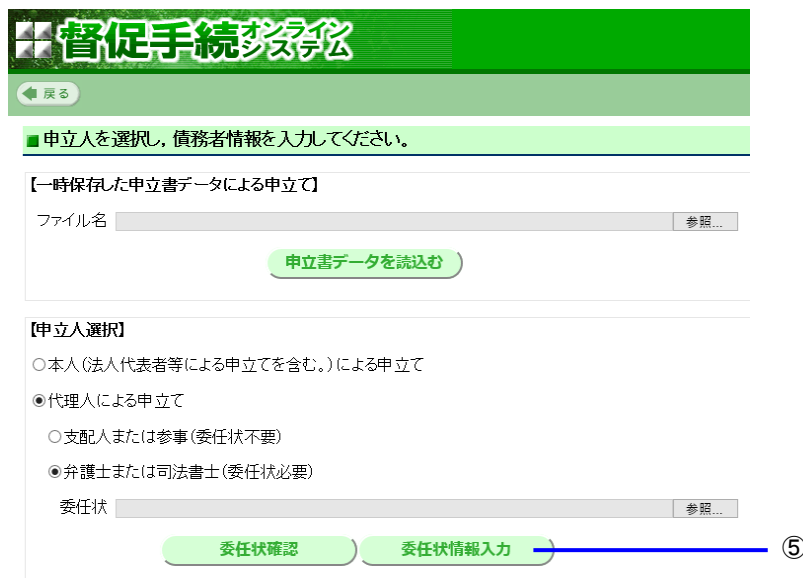 督促手続オンラインシステム
戻る
■申立人を選択し，債務者情報を入力してください。
【一時保存した申立書データによる申立て】
ファイル名 参照...
申立書データを読込む
【申立人選択】
○本人（法人代表者等による申立てを含む。）による申立て
◉代理人による申立て
○支配人または参事（委任状不要）
◉弁護士または司法書士（委任状必要）
委任状 参照...
委任状確認 委任状情報入力 ⑤